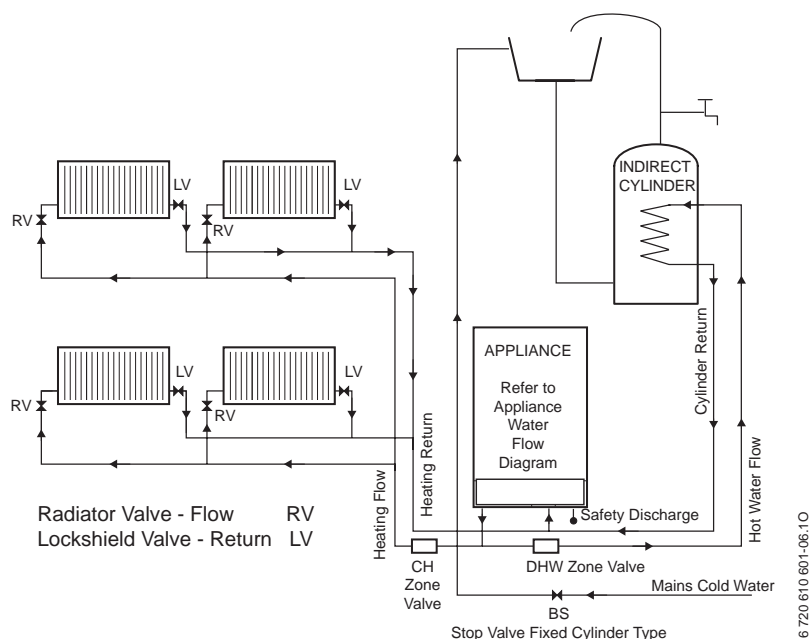 INDIRECT
CYLINDER
LV
LV
RV
RV
APPLIANCE
Refer to
Appliance
Water
Flow
Diagram
LV
LV
RV
RV
Cylinder Return
Hot Water Flow
Heating Return
Heating Flow
Radiator Valve - Flow RV
Lockshield Valve - Return LV
Safety Discharge
CH
Zone
Valve
DHW Zone Valve
Mains Cold Water
BS
Stop Valve Fixed Cylinder Type
6 720 610 601-06.1O